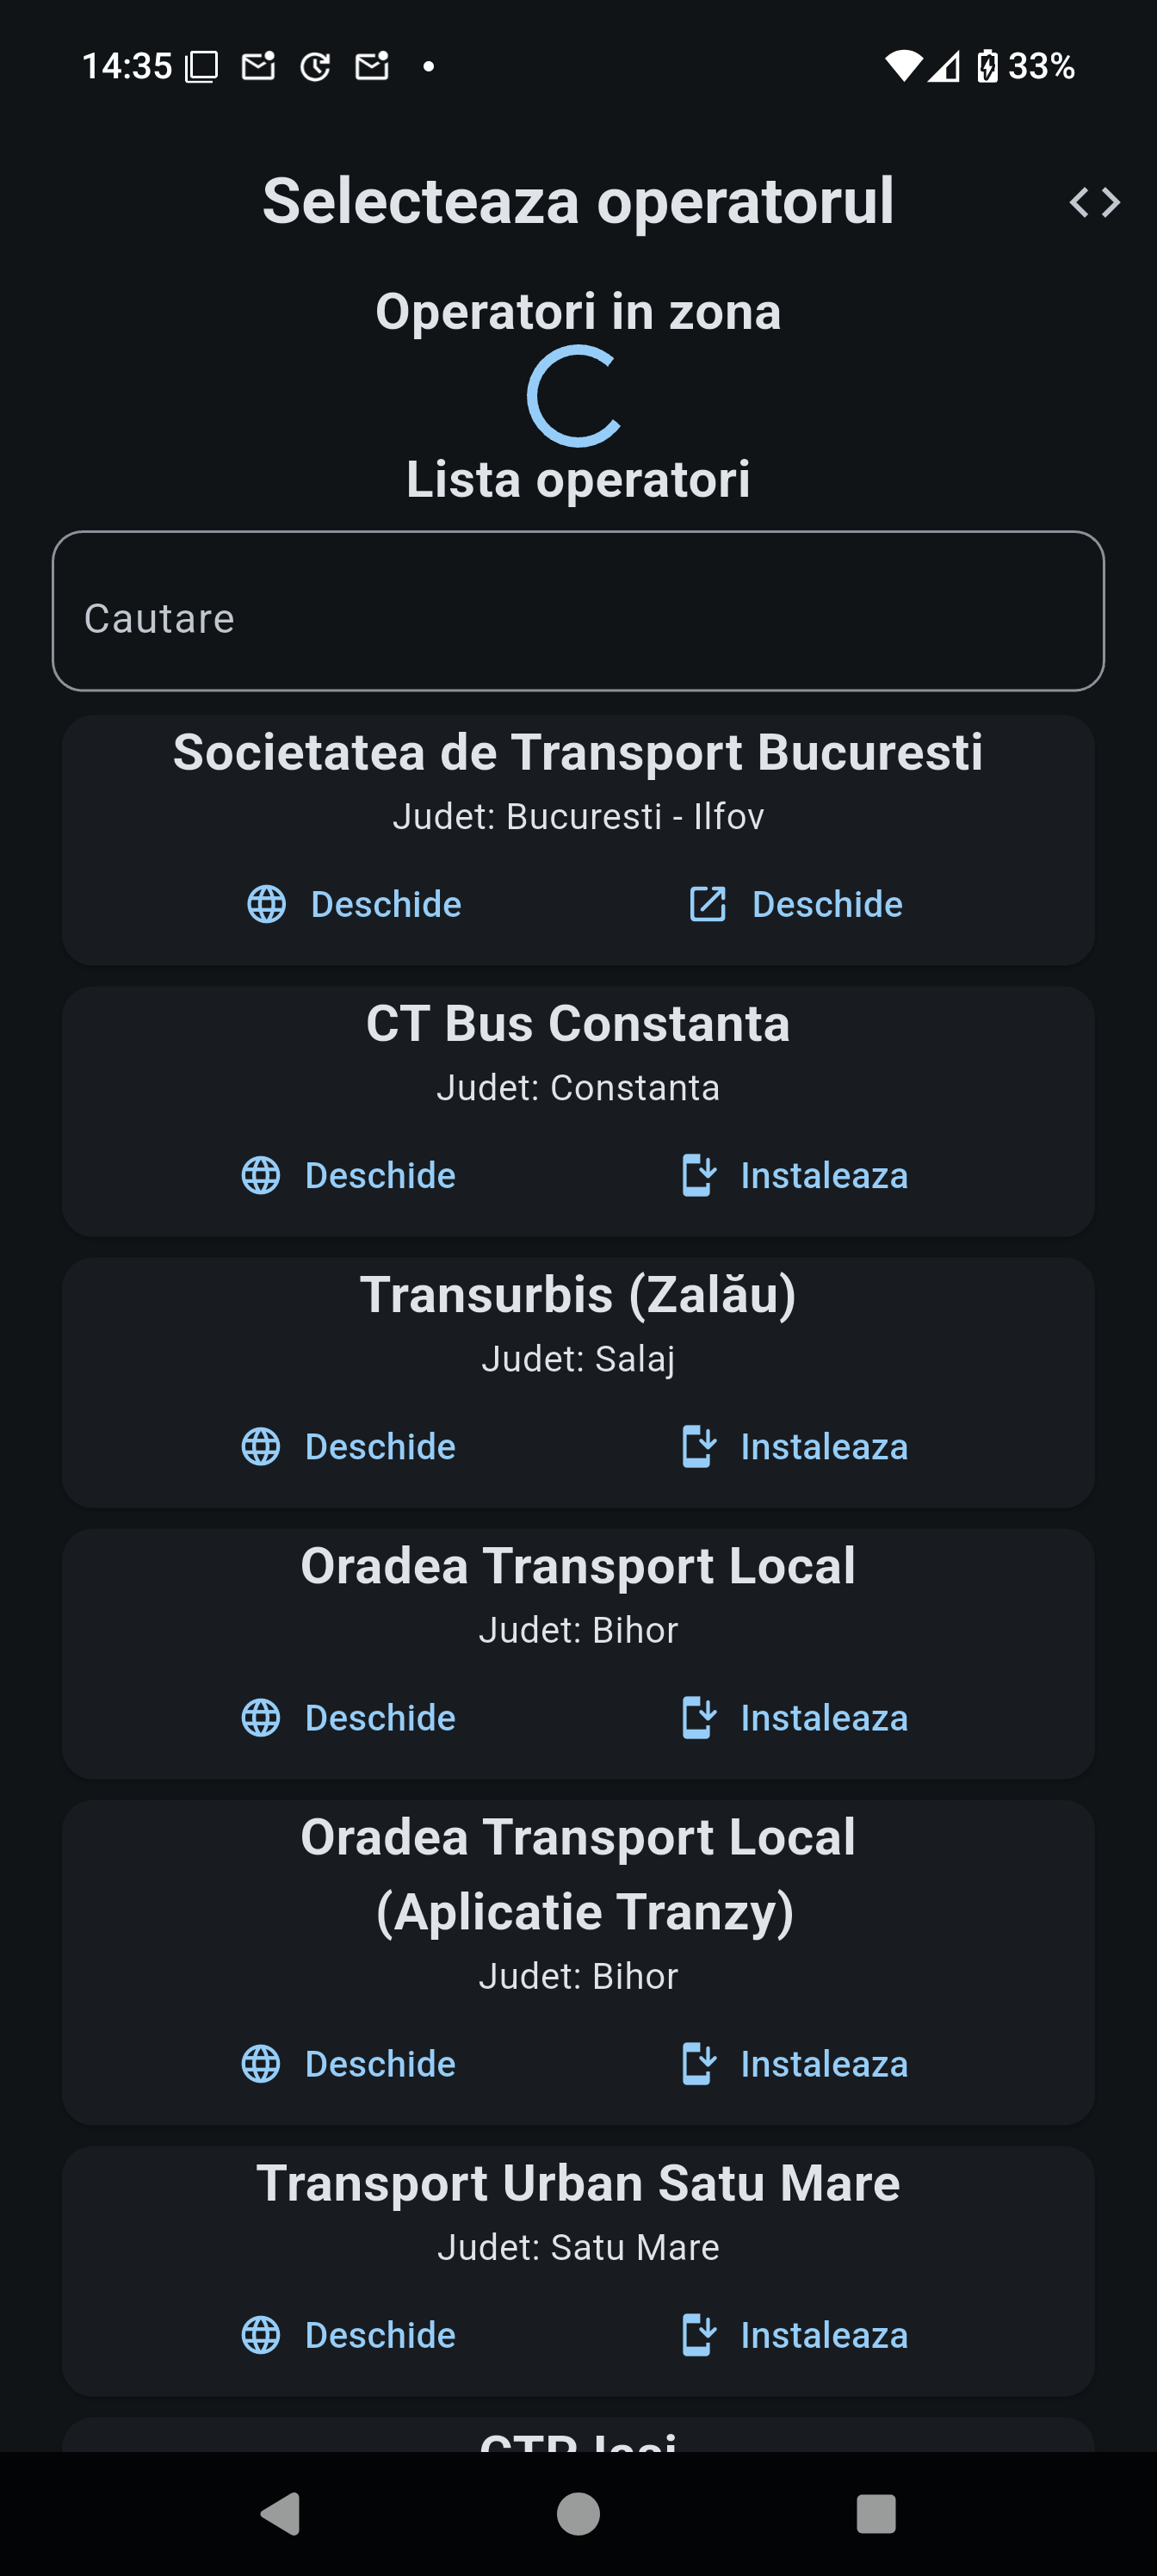 14:35
33%
Selecteaza operatorul
Operatori in zona
Lista operatori
Cautare
Societatea de Transport Bucuresti
Judet: Bucuresti - Ilfov
Deschide Deschide
CT Bus Constanta
Judet: Constanta
Deschide Instaleaza
Transurbis (Zalău)
Judet: Salaj
Deschide Instaleaza
Oradea Transport Local
Judet: Bihor
Deschide Instaleaza
Oradea Transport Local
(Aplicatie Tranzy)
Judet: Bihor
Deschide Instaleaza
Transport Urban Satu Mare
Judet: Satu Mare
Deschide Instaleaza
CTP Iasi